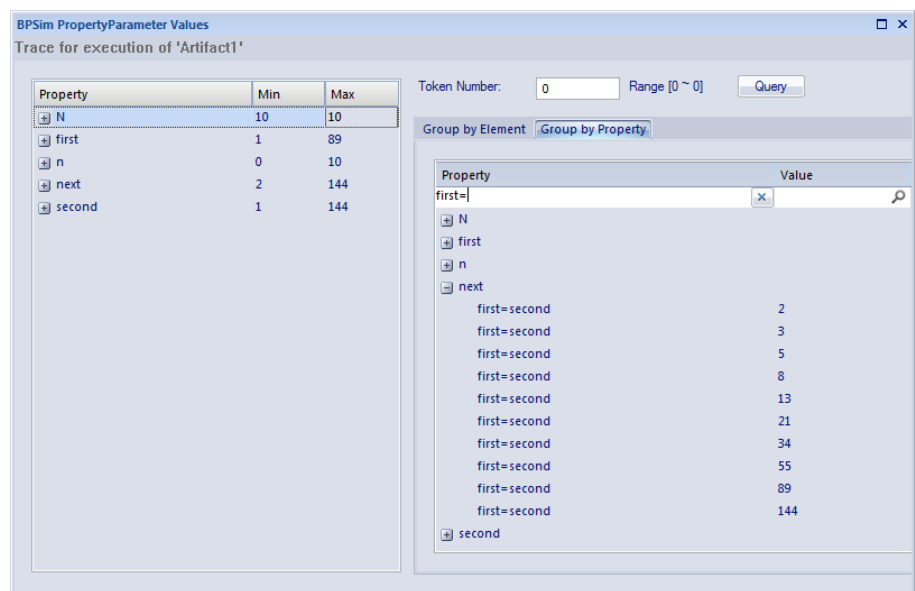 BPSim PropertyParameter Values
Trace for execution of 'Artifact1'
Property Min Max
N 10 10
first 1 89
n 0 10
next 2 144
second 1 144
Token Number: 0 Range [0 ~ 0] Query
Group by Element Group by Property
Property Value
first=
N
first
n
next
first=second 2
first=second 3
first=second 5
first=second 8
first=second 13
first=second 21
first=second 34
first=second 55
first=second 89
first=second 144
second